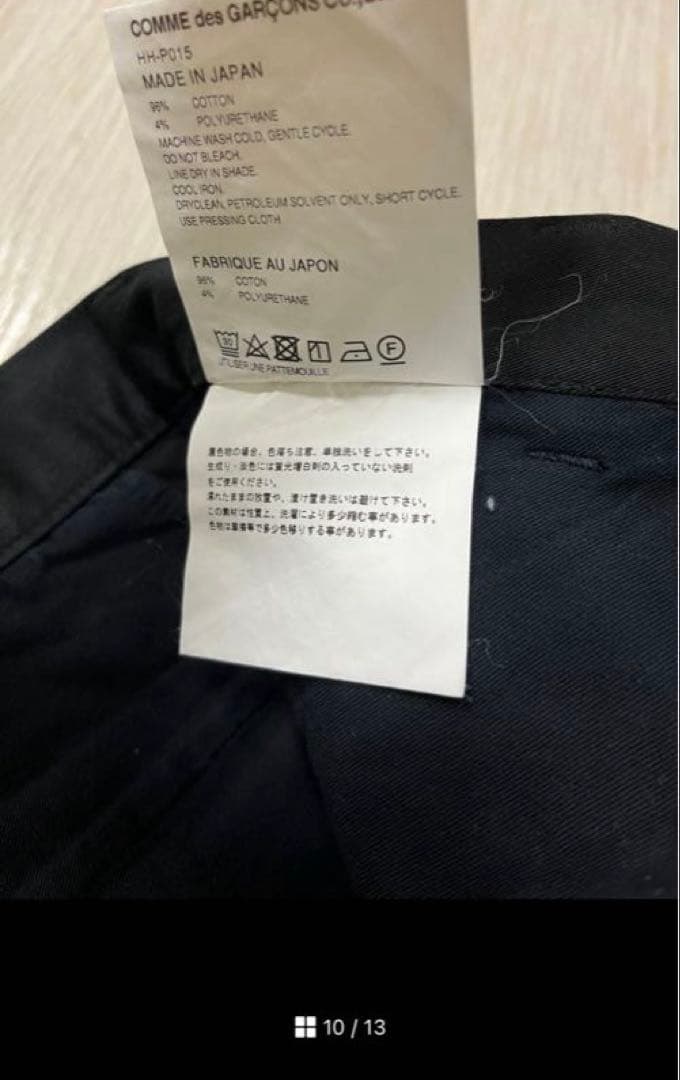 COMME des GARÇONS CO.,
HH-P015
MADE IN JAPAN
96% COTTON
4% POLYURETHANE
MACHINE WASH COLD, GENTLE CYCLE.
DO NOT BLEACH.
LINE DRY IN SHADE.
COOL IRON.
DRYCLEAN, PETROLEUM SOLVENT ONLY, SHORT CYCLE.
USE PRESSING CLOTH
FABRIQUE AU JAPON
96% COTON
4% POLYURETHANE
30
F
UTILISER UNE PATTEMOUILLE
濃色物の場合、色落ち注意、単独洗いをして下さい。
生成り・淡色には蛍光増白剤の入っていない洗剤
をご使用ください。
濡れたままの放置や、漬け置き洗いは避けて下さい。
この素材は性質上、洗濯により多少縮む事があります。
色物は摩擦等で多少色移りする事があります。
10 / 13